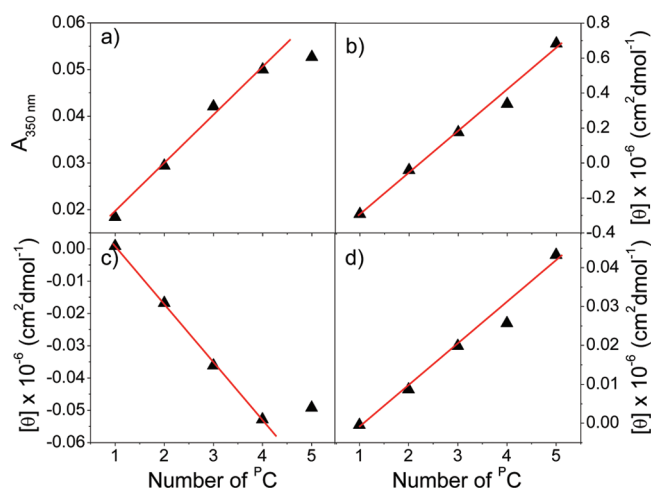 a)
A350 nm
0.06
0.05
0.04
0.03
0.02
b)
0.8
0.6
0.4
0.2
0.0
-0.2
-0.4
[θ] x 10-6 (cm2dmol-1)
c)
0.00
-0.01
-0.02
-0.03
-0.04
-0.05
-0.06
[θ] x 10-6 (cm2dmol-1)
d)
0.04
0.03
0.02
0.01
0.00
[θ] x 10-6 (cm2dmol-1)
1 2 3 4 5
Number of PC
1 2 3 4 5
Number of PC